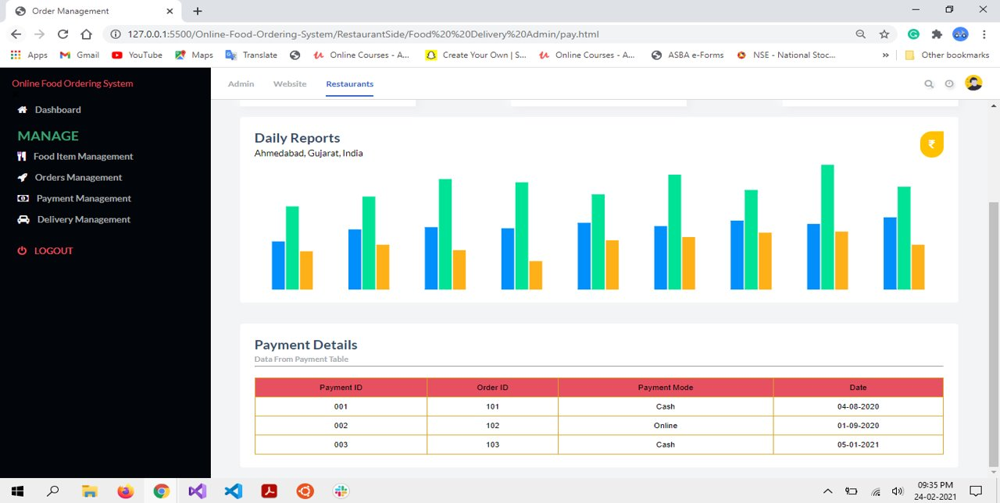 Order Management
127.0.0.1:5500/Online-Food-Ordering-System/RestaurantSide/Food%20%20Delivery%20Admin/pay.html
Apps Gmail YouTube Maps Translate Online Courses - A... Create Your Own | S... Online Courses - A... ASBA e-Forms NSE - National Stoc... » Other bookmarks
Online Food Ordering System
Admin Website Restaurants
Dashboard
MANAGE
Food Item Management
Orders Management
Payment Management
Delivery Management
LOGOUT
Daily Reports
Ahmedabad, Gujarat, India
₹
Payment Details
Data From Payment Table
Payment ID Order ID Payment Mode Date
001 101 Cash 04-08-2020
002 102 Online 01-09-2020
003 103 Cash 05-01-2021
09:35 PM
24-02-2021